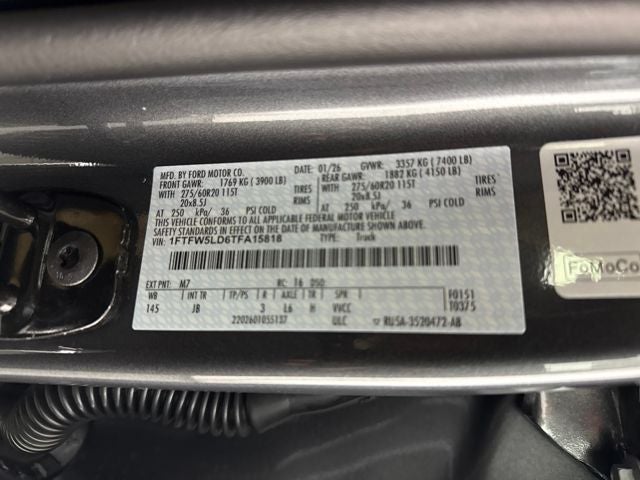 MFD. BY FORD MOTOR CO.
DATE: 01/26 GVWR: 3357 KG ( 7400 LB)
FRONT GAWR: 1769 KG ( 3900 LB) REAR GAWR: 1882 KG ( 4150 LB)
WITH 275/60R20 115T TIRES WITH 275/60R20 115T TIRES
20x8.5J RIMS 20x8.5J RIMS
AT 250 kPa/ 36 PSI COLD AT 250 kPa/ 36 PSI COLD
THIS VEHICLE CONFORMS TO ALL APPLICABLE FEDERAL MOTOR VEHICLE
SAFETY STANDARDS IN EFFECT ON THE DATE OF MANUFACTURE SHOWN ABOVE.
VIN: 1FTFW5LD6TFA15818 TYPE: Truck
EXT PNT: M7 RC: 16 DSO:
WB INT TR TP/PS R AXLE TR SPR F0151
145 JB 3 L6 H VVCC T0375
2202601055137 ULC RU5A-3520472-AB
FoMoCo